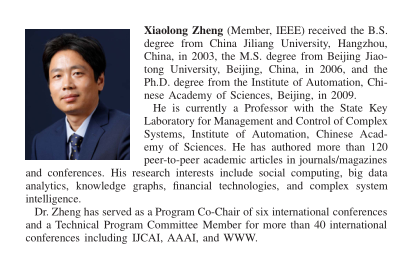 Xiaolong Zheng (Member, IEEE) received the B.S.
degree from China Jiliang University, Hangzhou,
China, in 2003, the M.S. degree from Beijing Jiao-
tong University, Beijing, China, in 2006, and the
Ph.D. degree from the Institute of Automation, Chi-
nese Academy of Sciences, Beijing, in 2009.
He is currently a Professor with the State Key
Laboratory for Management and Control of Complex
Systems, Institute of Automation, Chinese Acad-
emy of Sciences. He has authored more than 120
peer-to-peer academic articles in journals/magazines
and conferences. His research interests include social computing, big data
analytics, knowledge graphs, financial technologies, and complex system
intelligence.
Dr. Zheng has served as a Program Co-Chair of six international conferences
and a Technical Program Committee Member for more than 40 international
conferences including IJCAI, AAAI, and WWW.